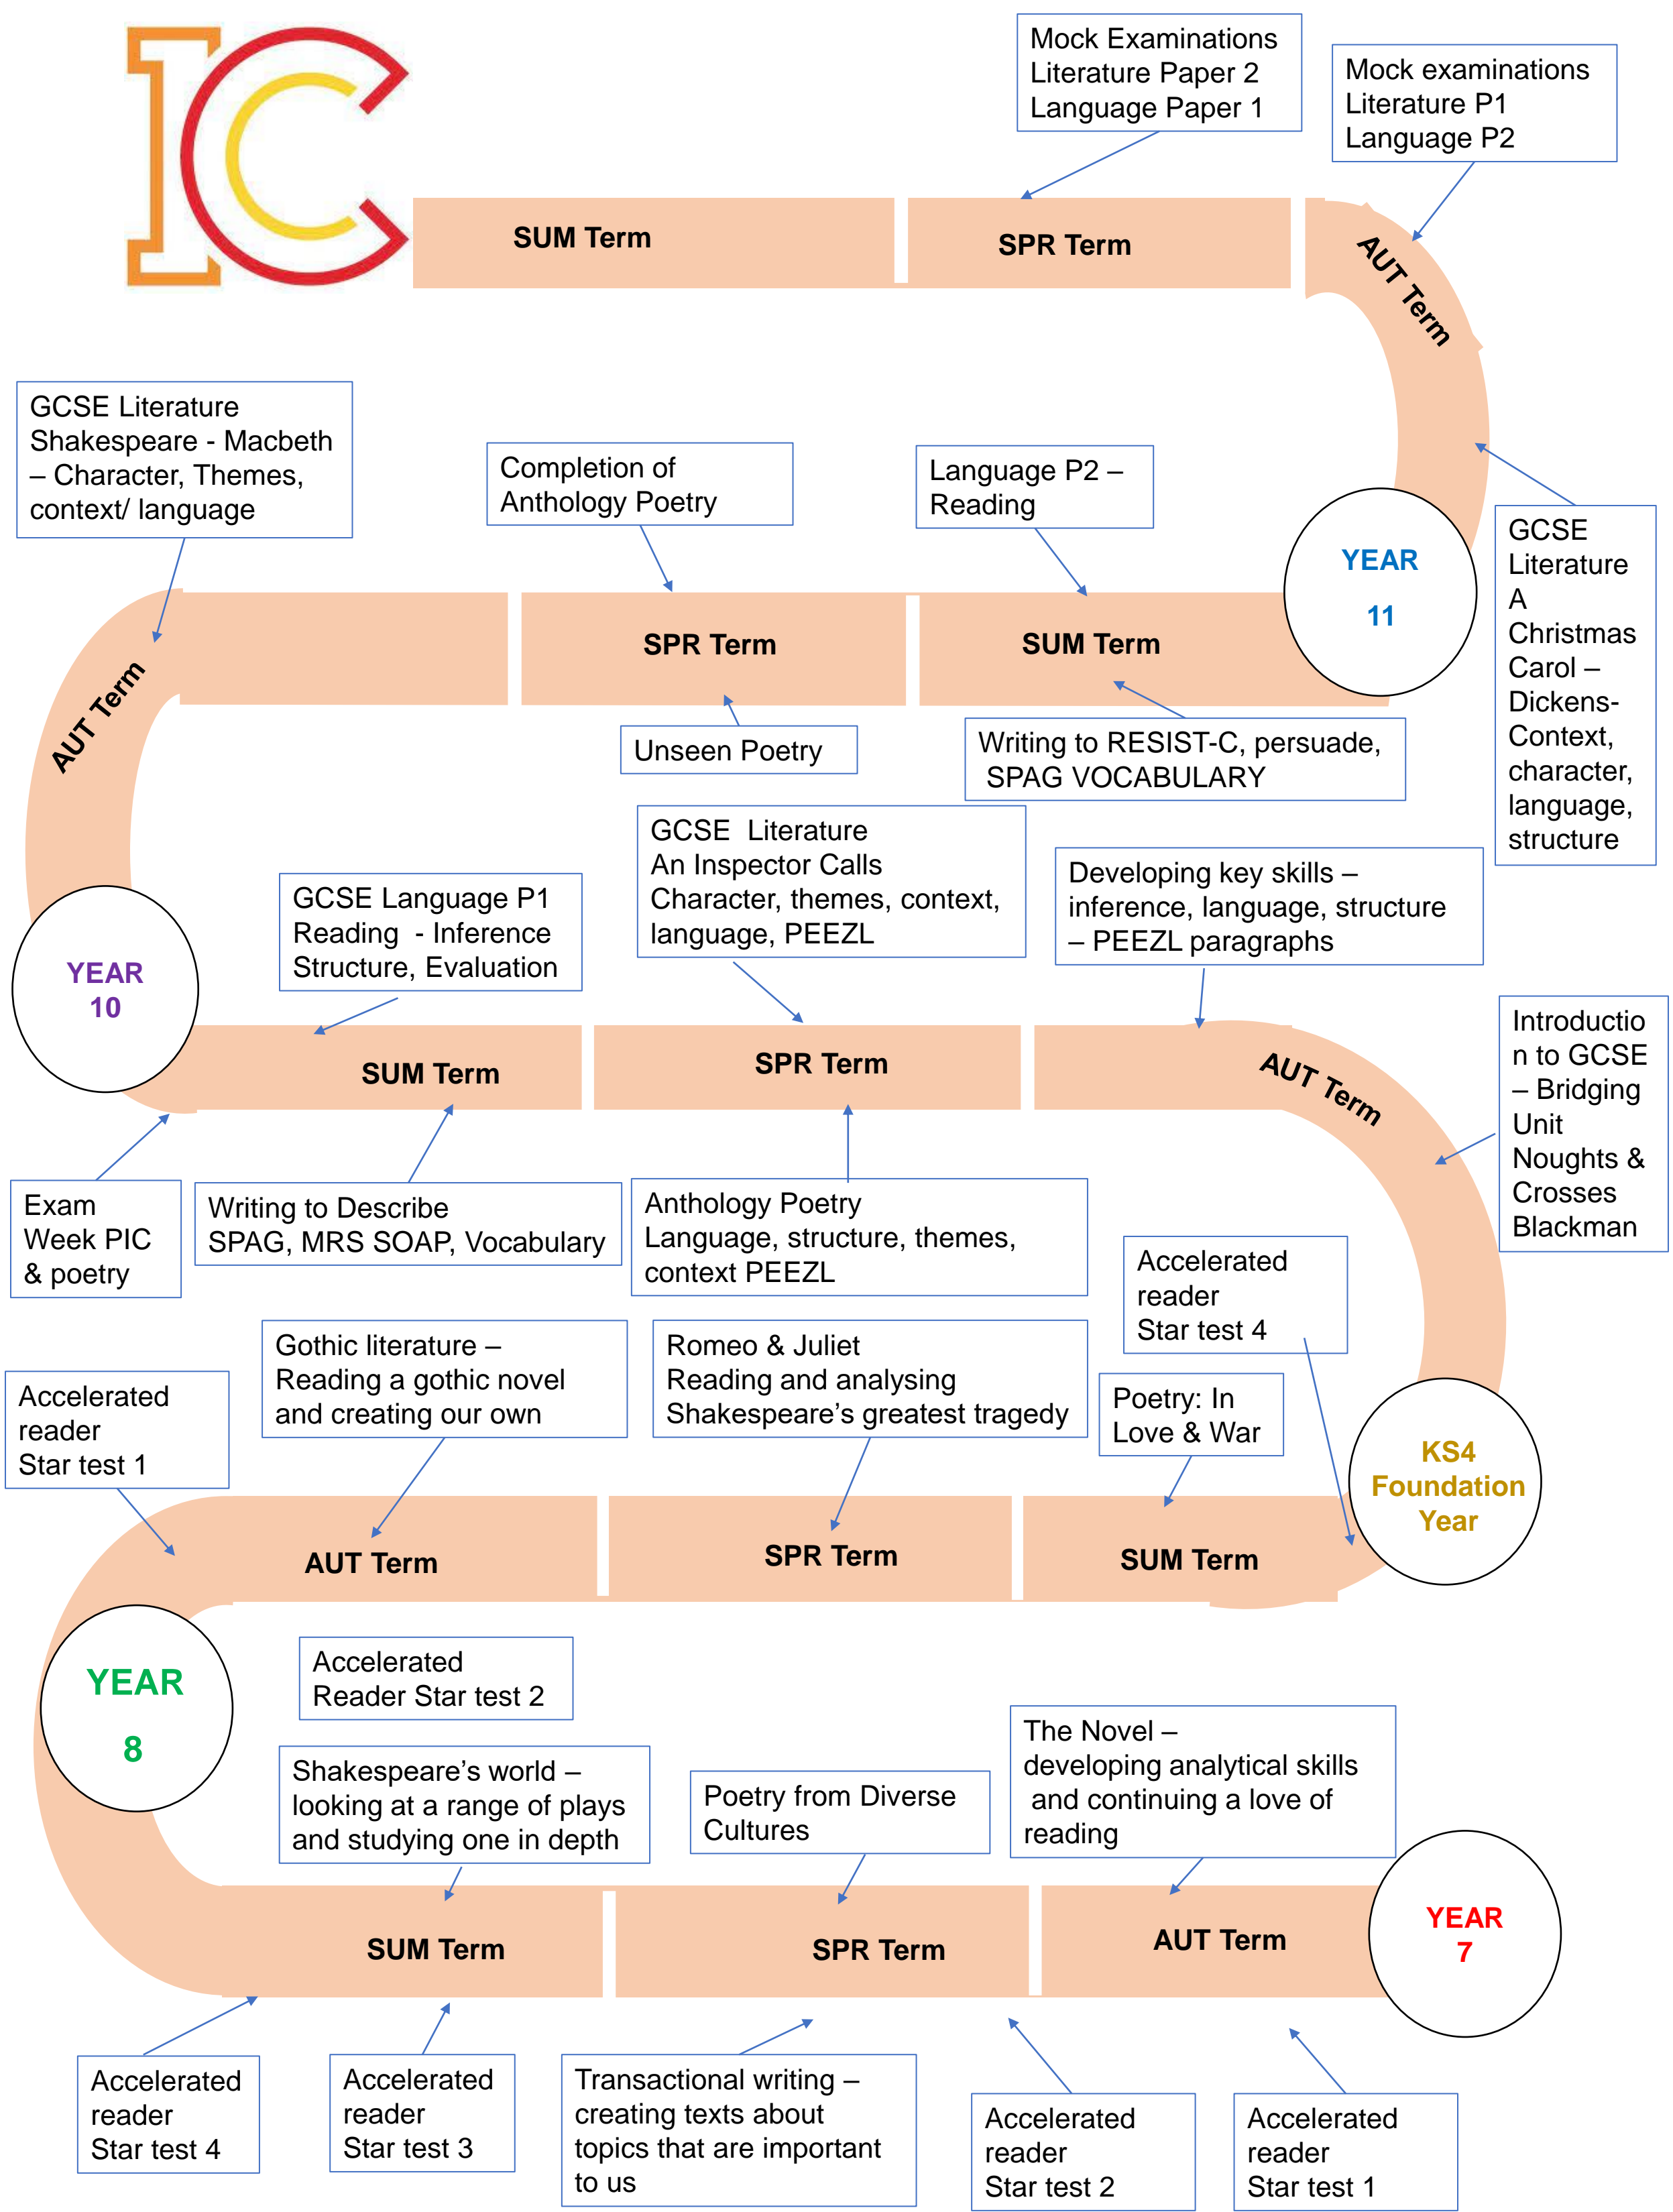 IC
Mock Examinations
Literature Paper 2
Language Paper 1
Mock examinations
Literature P1
Language P2
SUM Term
SPR Term
AUT Term
GCSE Literature
Shakespeare - Macbeth
– Character, Themes,
context/ language
Completion of
Anthology Poetry
Language P2 –
Reading
YEAR
11
GCSE
Literature
A
Christmas
Carol –
Dickens-
Context,
character,
language,
structure
AUT Term
SPR Term
SUM Term
Unseen Poetry
Writing to RESIST-C, persuade,
SPAG VOCABULARY
GCSE Literature
An Inspector Calls
Character, themes, context,
language, PEEZL
Developing key skills –
inference, language, structure
– PEEZL paragraphs
GCSE Language P1
Reading - Inference
Structure, Evaluation
YEAR
10
SUM Term
SPR Term
AUT Term
Introductio
n to GCSE
– Bridging
Unit
Noughts &
Crosses
Blackman
Exam
Week PIC
& poetry
Writing to Describe
SPAG, MRS SOAP, Vocabulary
Anthology Poetry
Language, structure, themes,
context PEEZL
Accelerated
reader
Star test 4
Accelerated
reader
Star test 1
Gothic literature –
Reading a gothic novel
and creating our own
Romeo & Juliet
Reading and analysing
Shakespeare’s greatest tragedy
Poetry: In
Love & War
KS4
Foundation
Year
AUT Term
SPR Term
SUM Term
YEAR
8
Accelerated
Reader Star test 2
Shakespeare’s world –
looking at a range of plays
and studying one in depth
Poetry from Diverse
Cultures
The Novel –
developing analytical skills
and continuing a love of
reading
SUM Term
SPR Term
AUT Term
YEAR
7
Accelerated
reader
Star test 4
Accelerated
reader
Star test 3
Transactional writing –
creating texts about
topics that are important
to us
Accelerated
reader
Star test 2
Accelerated
reader
Star test 1